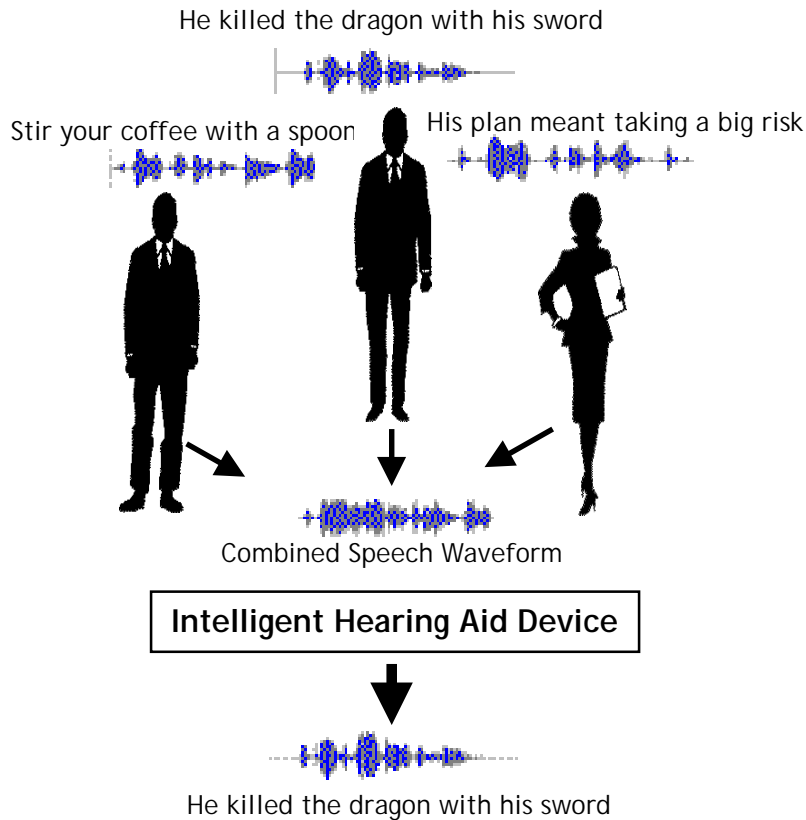 He killed the dragon with his sword
Stir your coffee with a spoon
His plan meant taking a big risk
Combined Speech Waveform
Intelligent Hearing Aid Device
He killed the dragon with his sword